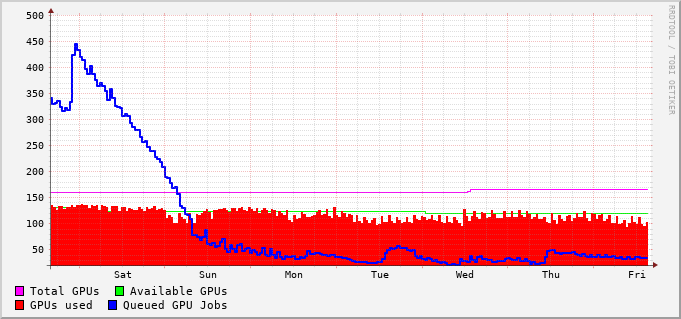 500
450
400
350
300
250
200
150
100
50
Sat Sun Mon Tue Wed Thu Fri
Total GPUs Available GPUs
GPUs used Queued GPU Jobs
RRDTOOL / TOBI OETIKER